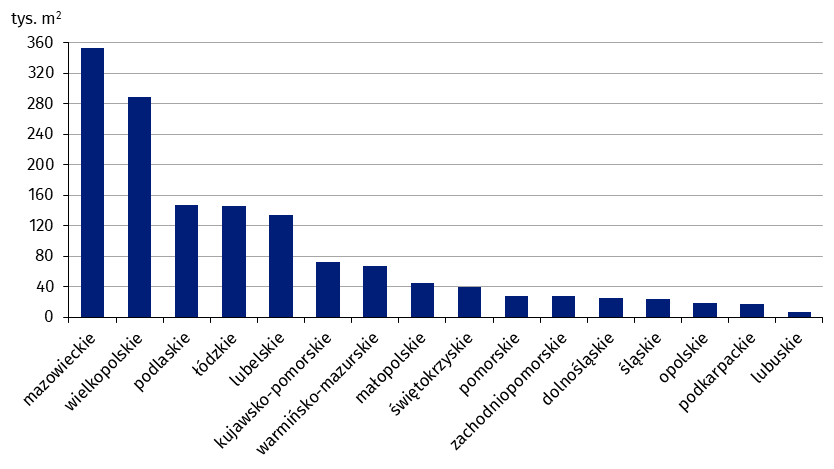 tys. m²
360
320
280
240
200
160
120
80
40
0
mazowieckie
wielkopolskie
podlaskie
łódzkie
lubelskie
kujawsko-pomorskie
warmińsko-mazurskie
małopolskie
świętokrzyskie
pomorskie
zachodniopomorskie
dolnośląskie
śląskie
opolskie
podkarpackie
lubuskie